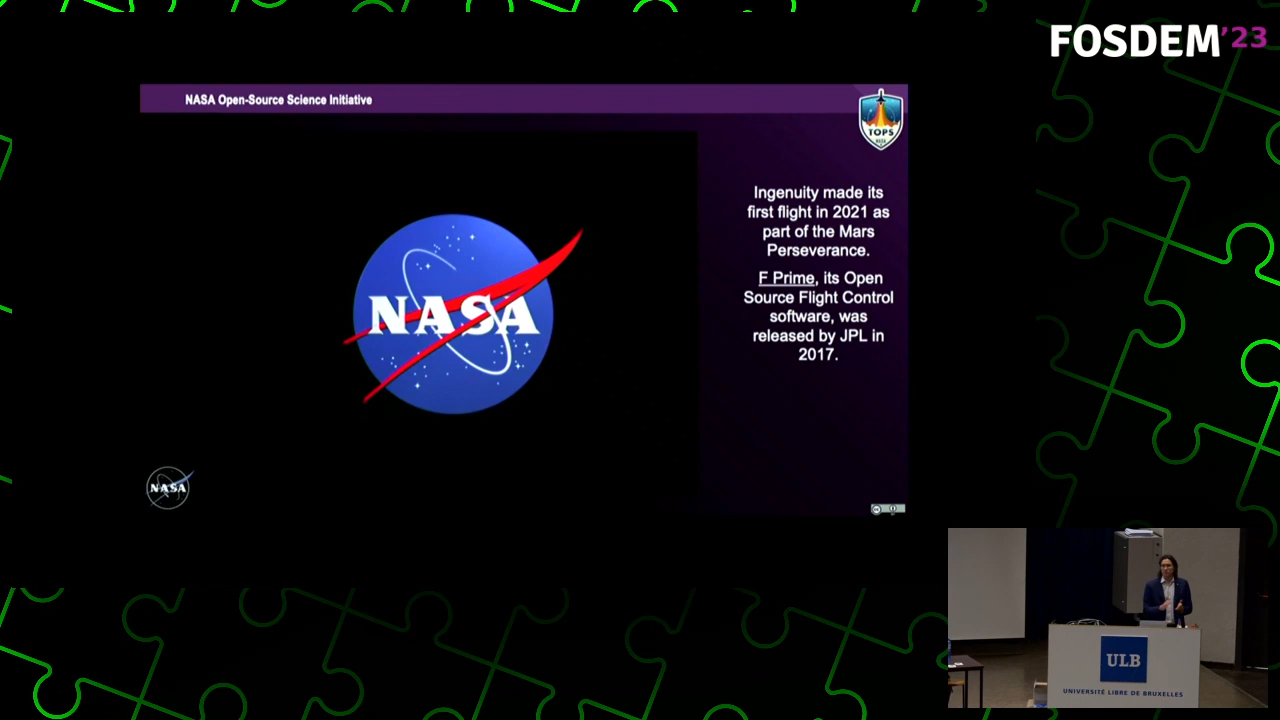 FOSDEM'23
NASA Open-Source Science Initiative
TOPS
NASA
Ingenuity made its
first flight in 2021 as
part of the Mars
Perseverance.
F Prime, its Open
Source Flight Control
software, was
released by JPL in
2017.
NASA
NASA
ULB
UNIVERSITÉ LIBRE DE BRUXELLES